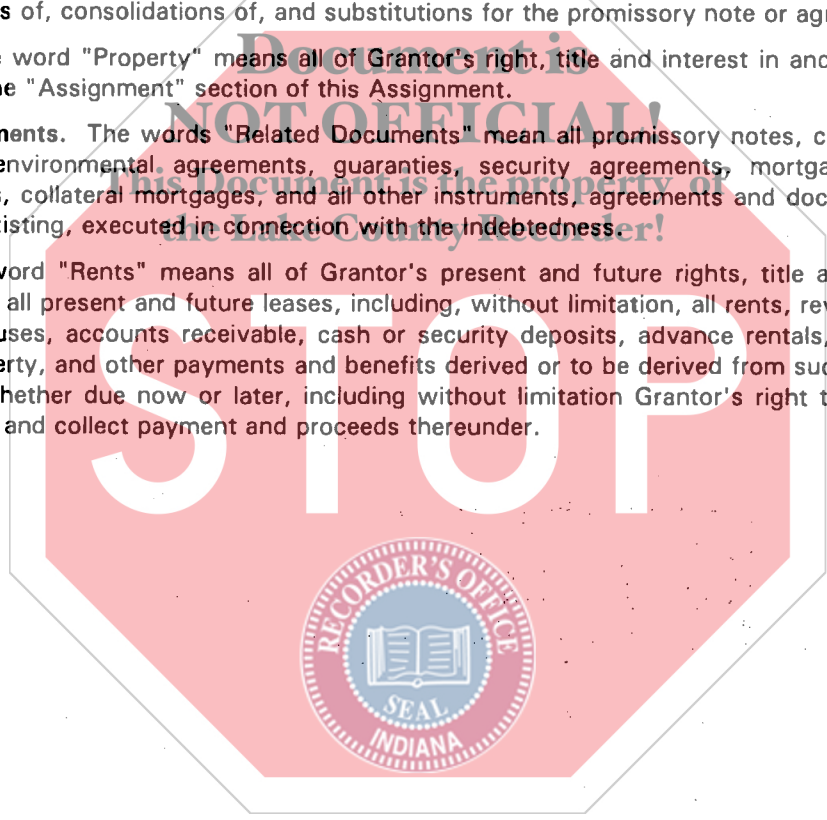 s of, consolidations of, and substitutions for the promissory note or agr
e word "Property" means all of Grantor's right, title and interest in and
ne "Assignment" section of this Assignment.
nents. The words "Related Documents" mean all promissory notes, c
environmental agreements, guaranties, security agreements, mortga
s, collateral mortgages, and all other instruments, agreements and doc
isting, executed in connection with the Indebtedness.
vord "Rents" means all of Grantor's present and future rights, title a
all present and future leases, including, without limitation, all rents, rev
uses, accounts receivable, cash or security deposits, advance rentals,
erty, and other payments and benefits derived or to be derived from suc
hether due now or later, including without limitation Grantor's right t
and collect payment and proceeds thereunder.
Document is
NOT OFFICIAL!
This Document is the property of
the Lake County Recorder!
STOP
RECORDER'S OFFICE
SEAL
INDIANA